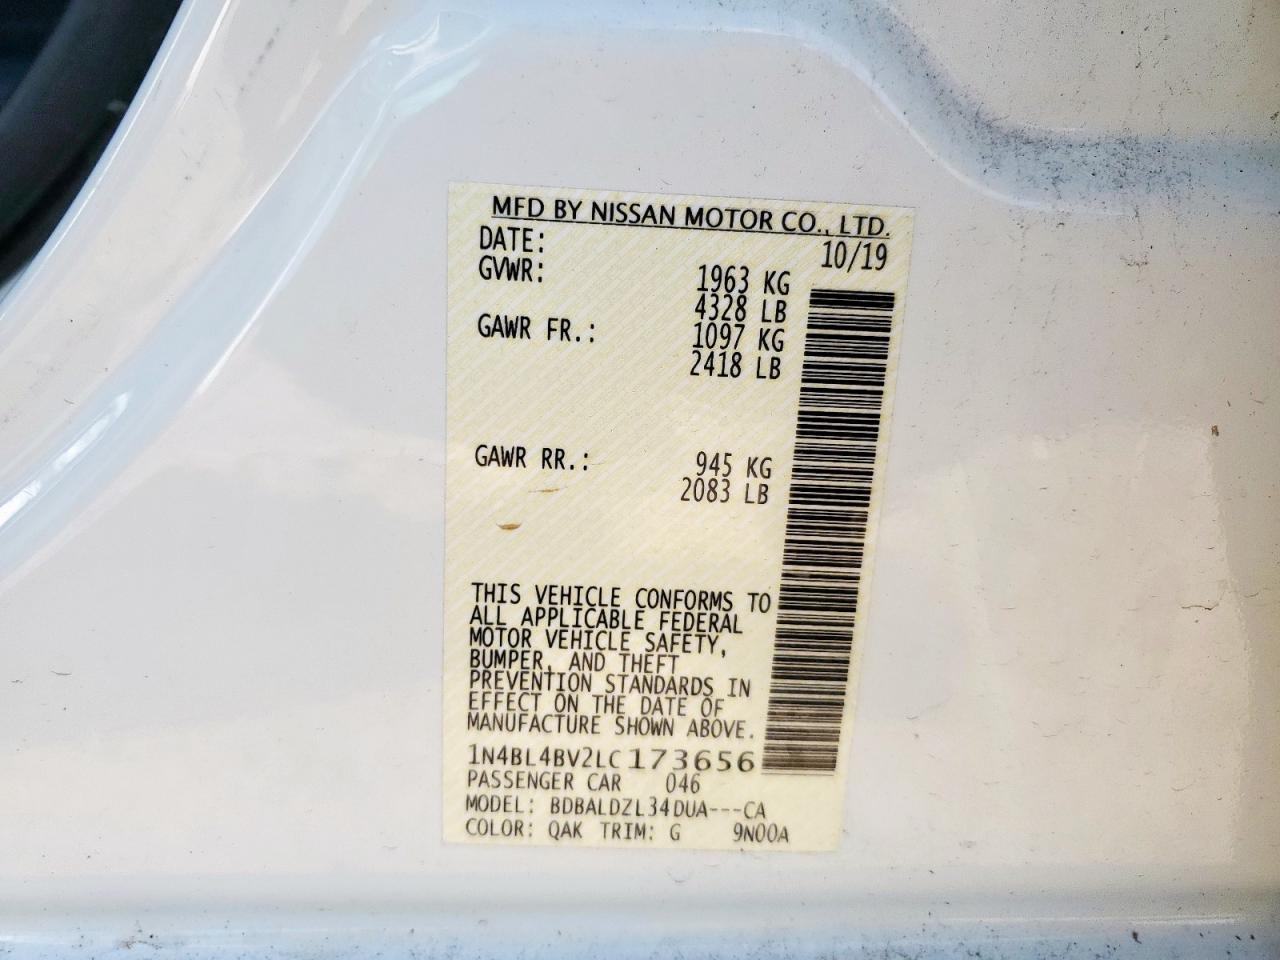 MFD BY NISSAN MOTOR CO., LTD.
DATE: 10/19
GVWR: 1963 KG
4328 LB
GAWR FR.: 1097 KG
2418 LB
GAWR RR.: 945 KG
2083 LB
THIS VEHICLE CONFORMS TO
ALL APPLICABLE FEDERAL
MOTOR VEHICLE SAFETY,
BUMPER, AND THEFT
PREVENTION STANDARDS IN
EFFECT ON THE DATE OF
MANUFACTURE SHOWN ABOVE.
1N4BL4BV2LC173656
PASSENGER CAR 046
MODEL: BDBALDZL34DUA---CA
COLOR: QAK TRIM: G 9N00A